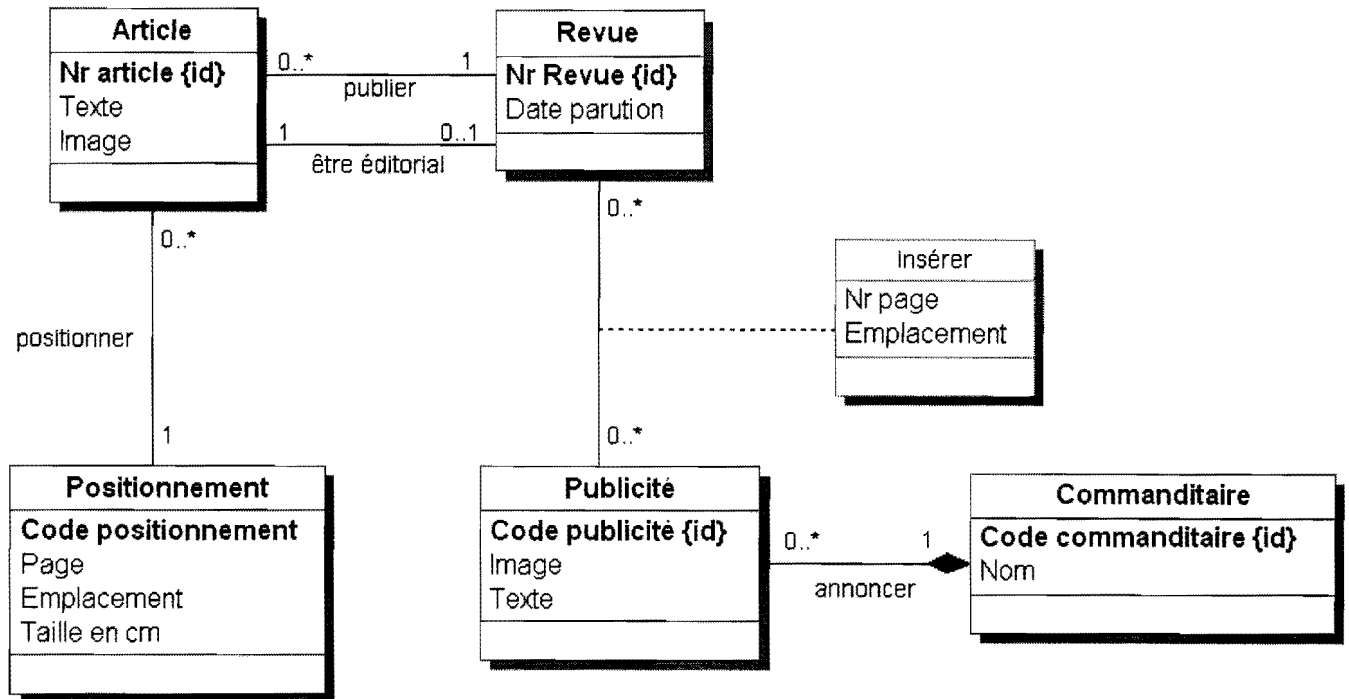 Article
Nr article {id}
Texte
Image
0..*
1
publier
1
0..1
être éditorial
Revue
Nr Revue {id}
Date parution
0..*
0..*
positionner
1
insérer
Nr page
Emplacement
0..*
Positionnement
Code positionnement
Page
Emplacement
Taille en cm
Publicité
Code publicité {id}
Image
Texte
0..*
1
annoncer
Commanditaire
Code commanditaire {id}
Nom